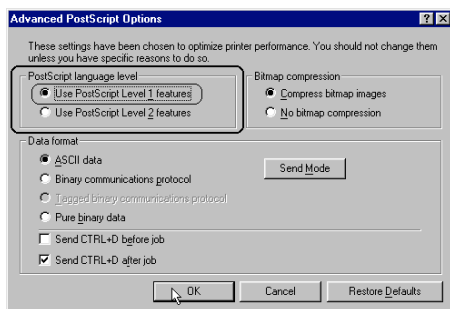 Advanced PostScript Options
These settings have been chosen to optimize printer performance. You should not change them
unless you have specific reasons to do so.
PostScript language level
Use PostScript Level 1 features
Use PostScript Level 2 features
Bitmap compression
Compress bitmap images
No bitmap compression
Data format
ASCII data
Binary communications protocol
Tagged binary communications protocol
Pure binary data
Send Mode
Send CTRL+D before job
Send CTRL+D after job
OK Cancel Restore Defaults